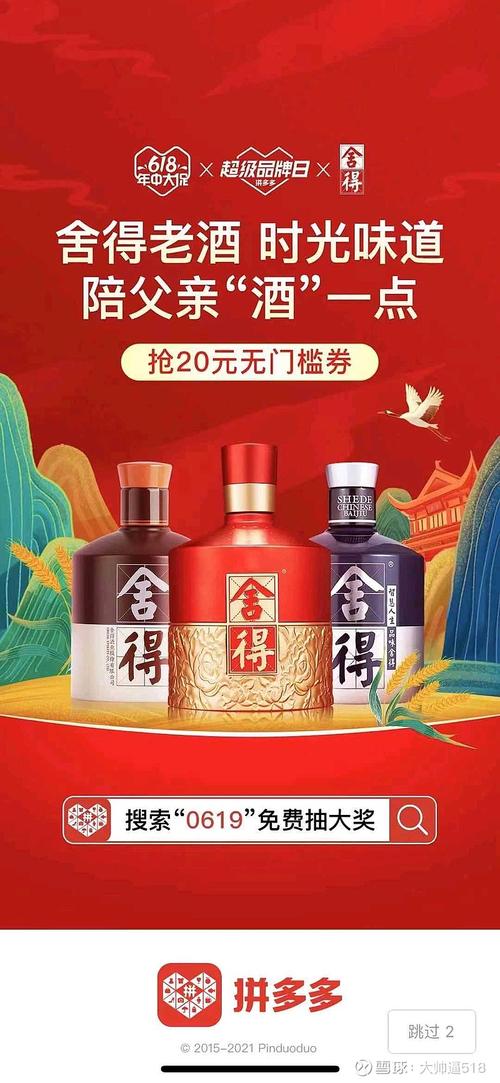 618
年中大促
×
超级品牌日
拼多多
×
舍得
舍得老酒 时光味道
陪父亲“酒”一点
抢20元无门槛券
舍得
舍得
SHEDE
CHINESE
BAIJIU
舍得
智慧人生 品味舍得
拼
搜索“0619”免费抽大奖
拼
拼多多
© 2015-2021 Pinduoduo
跳过 2
雪球：大帅逼518